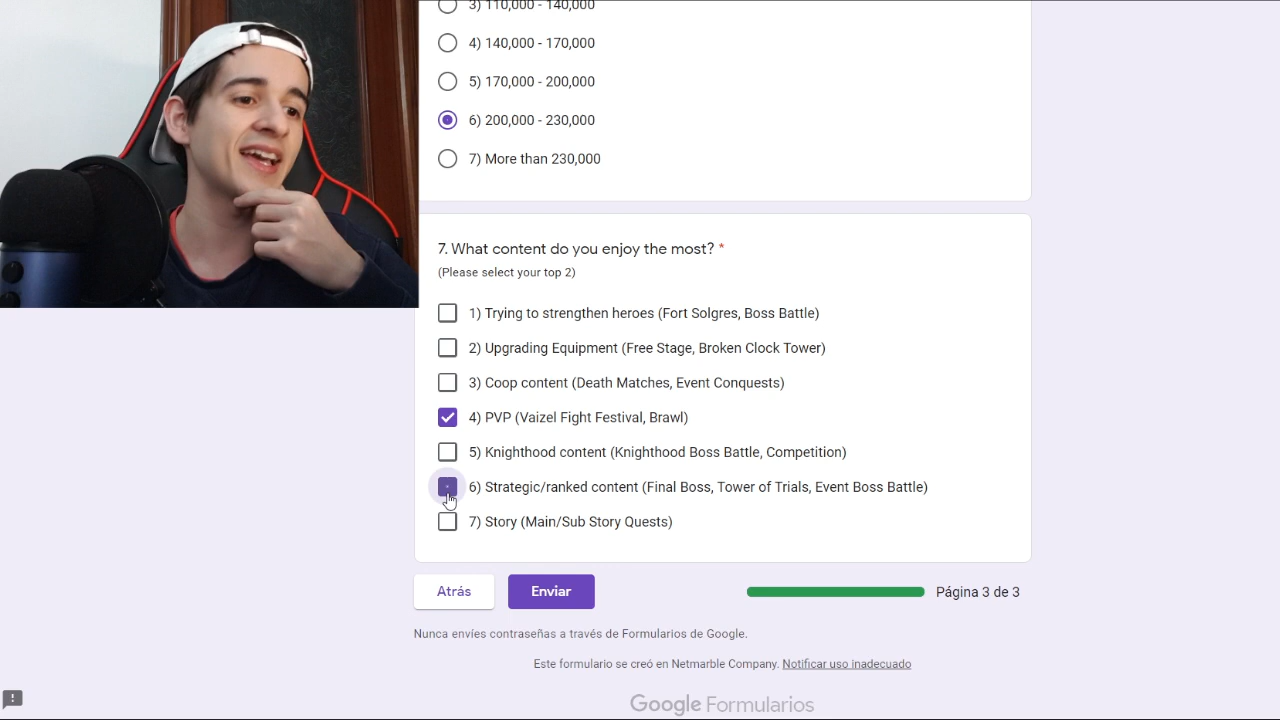 3) 110,000 - 140,000
4) 140,000 - 170,000
5) 170,000 - 200,000
6) 200,000 - 230,000
7) More than 230,000
7. What content do you enjoy the most? *
(Please select your top 2)
1) Trying to strengthen heroes (Fort Solgres, Boss Battle)
2) Upgrading Equipment (Free Stage, Broken Clock Tower)
3) Coop content (Death Matches, Event Conquests)
4) PVP (Vaizel Fight Festival, Brawl)
5) Knighthood content (Knighthood Boss Battle, Competition)
6) Strategic/ranked content (Final Boss, Tower of Trials, Event Boss Battle)
7) Story (Main/Sub Story Quests)
Atrás
Enviar
Página 3 de 3
Nunca envíes contraseñas a través de Formularios de Google.
Este formulario se creó en Netmarble Company. Notificar uso inadecuado
Google Formularios